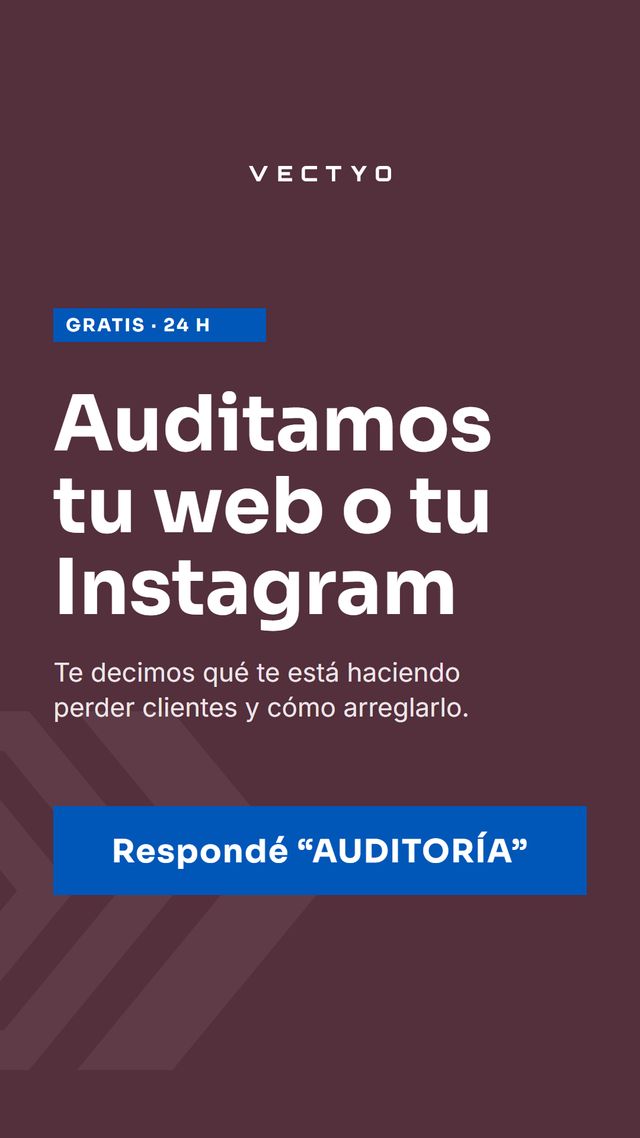 VECTYO
GRATIS · 24 H
Auditamos
tu web o tu
Instagram
Te decimos qué te está haciendo
perder clientes y cómo arreglarlo.
Respondé “AUDITORÍA”